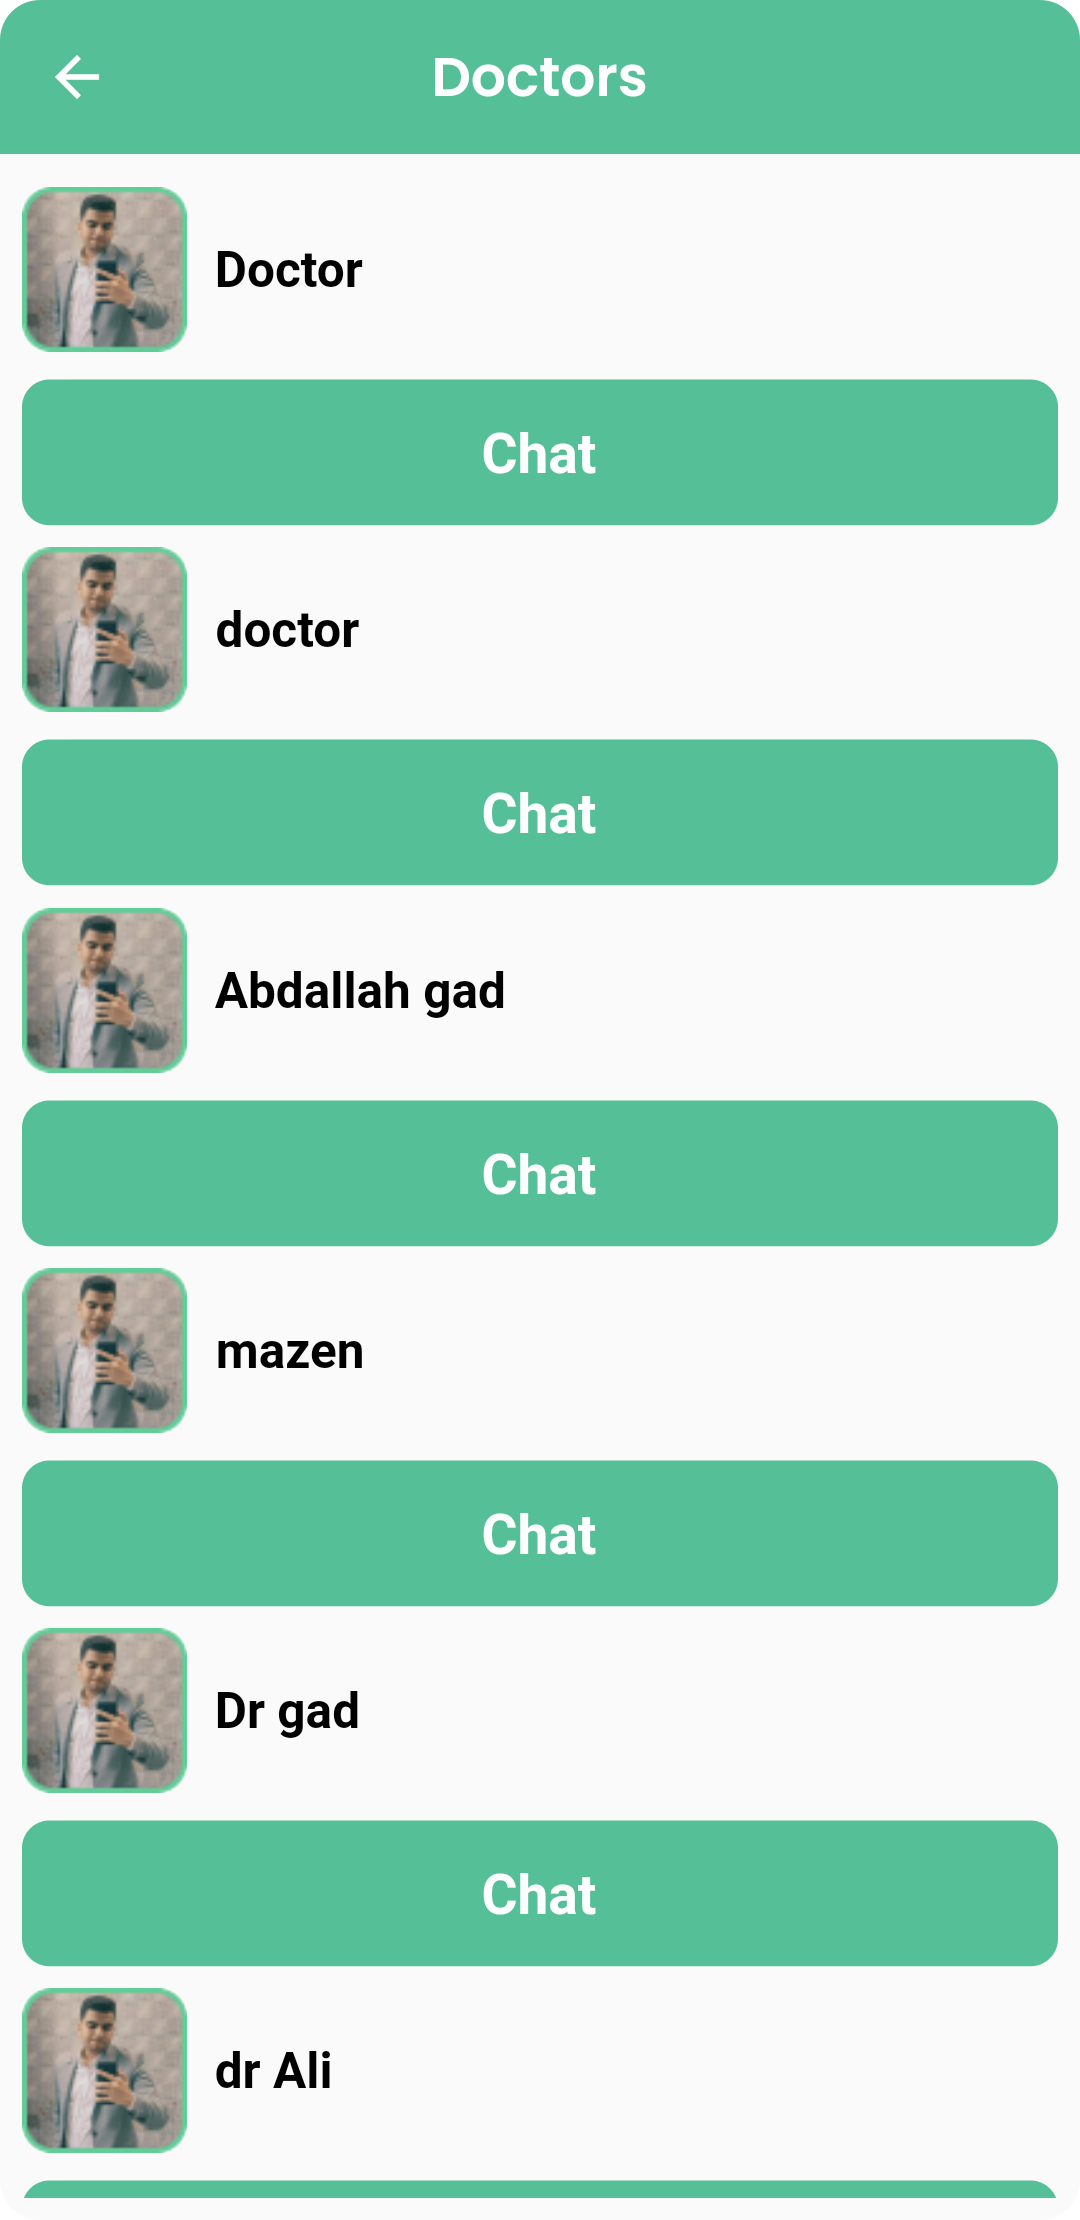 Doctors
Doctor
Chat
doctor
Chat
Abdallah gad
Chat
mazen
Chat
Dr gad
Chat
dr Ali